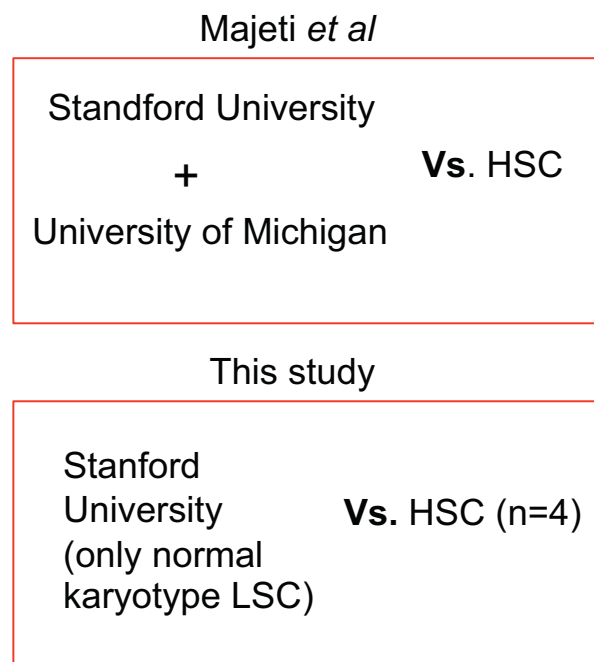 Majeti et al
Standford University
+
Vs. HSC
University of Michigan
This study
Stanford
University
(only normal
karyotype LSC)
Vs. HSC (n=4)